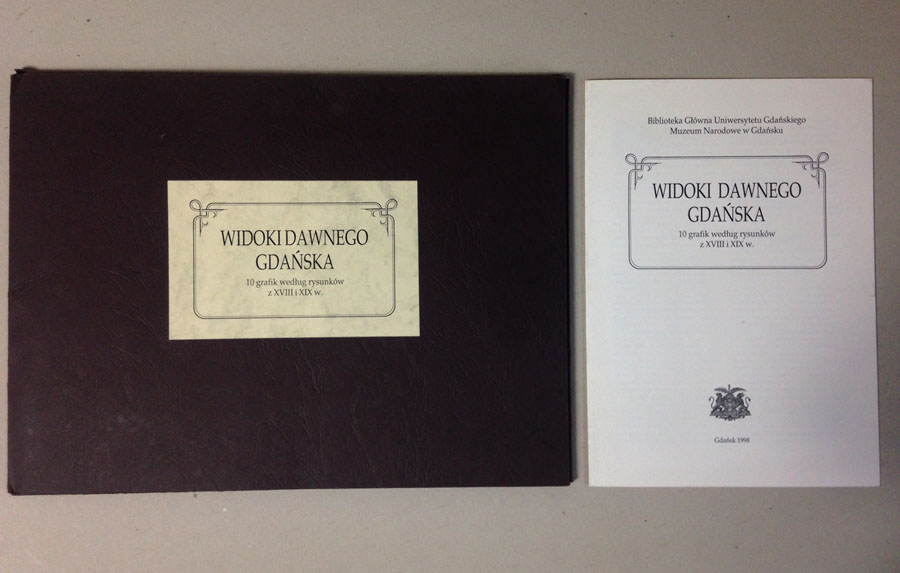 WIDOKI DAWNEGO
GDAŃSKA
10 grafik według rysunków
z XVIII i XIX w.
Biblioteka Główna Uniwersytetu Gdańskiego
Muzeum Narodowe w Gdańsku
WIDOKI DAWNEGO
GDAŃSKA
10 grafik według rysunków
z XVIII i XIX w.
Gdańsk 1998